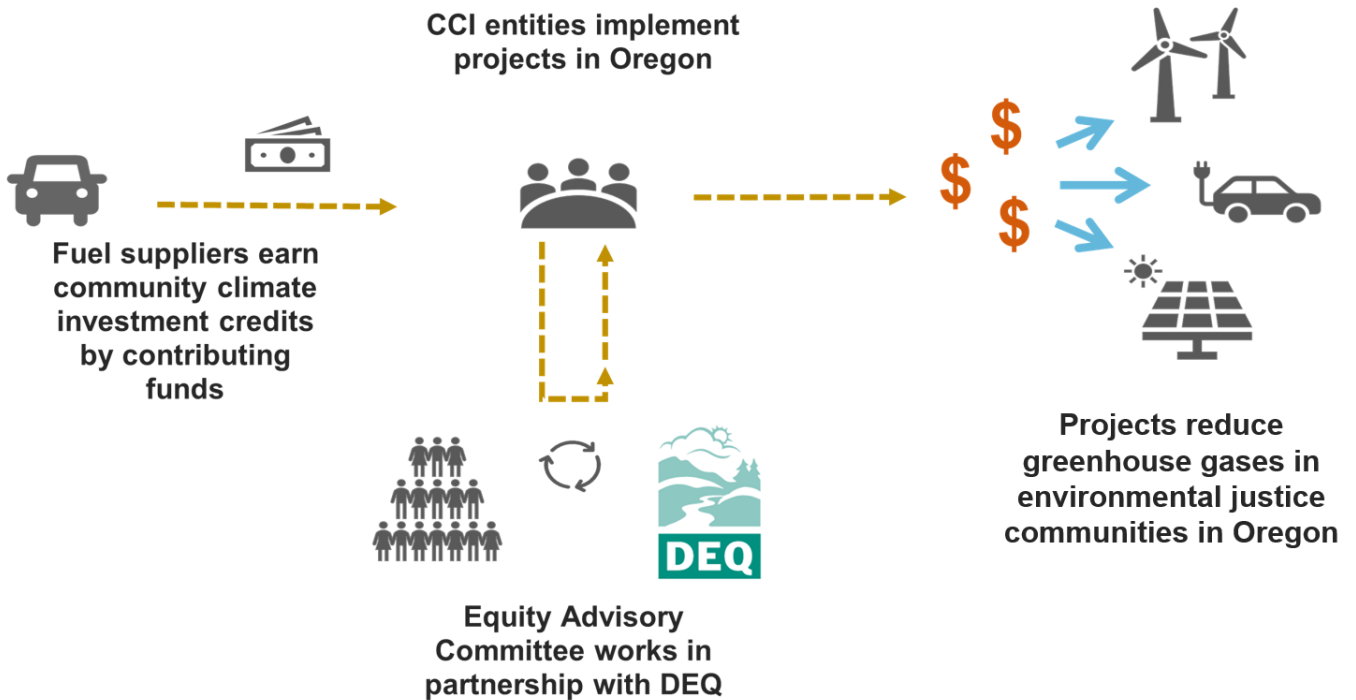 CCI entities implement
projects in Oregon
Fuel suppliers earn
community climate
investment credits
by contributing
funds
$
$
$
DEQ
Equity Advisory
Committee works in
partnership with DEQ
Projects reduce
greenhouse gases in
environmental justice
communities in Oregon